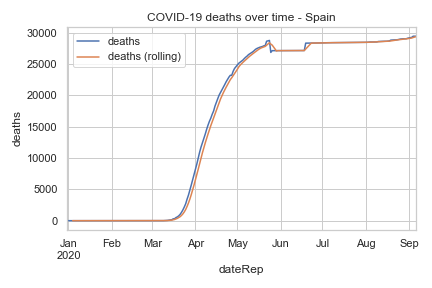 COVID-19 deaths over time - Spain
30000
25000
20000
15000
10000
5000
0
deaths
deaths
deaths (rolling)
Jan Feb Mar Apr May Jun Jul Aug Sep
2020
dateRep